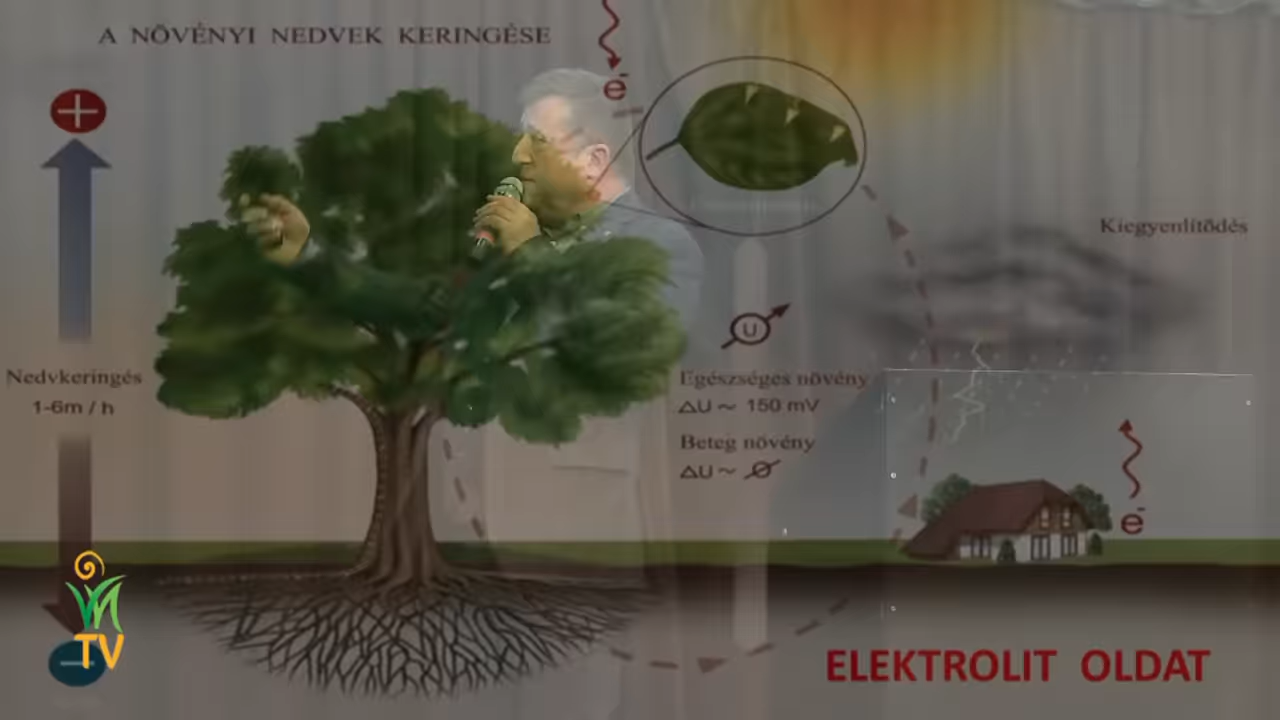 A NÖVÉNYI NEDVEK KERINGÉSE
e⁻
Kiegyenlítődés
U
Nedvkeringés
1-6m / h
Egészséges növény
ΔU ~ 150 mV
Beteg növény
ΔU ~ Ø
e⁻
TV
ELEKTROLIT OLDAT